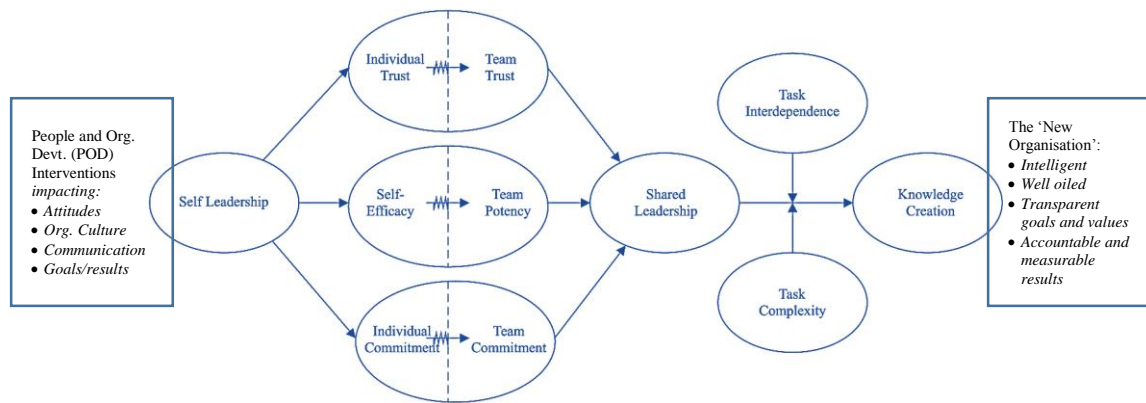 People and Org.
Devt. (POD)
Interventions
impacting:
• Attitudes
• Org. Culture
• Communication
• Goals/results
Self Leadership
Individual
Trust
Team
Trust
Self-
Efficacy
Team
Potency
Individual
Commitment
Team
Commitment
Shared
Leadership
Task
Interdependence
Task
Complexity
Knowledge
Creation
The ‘New
Organisation’:
• Intelligent
• Well oiled
• Transparent
goals and values
• Accountable and
measurable
results